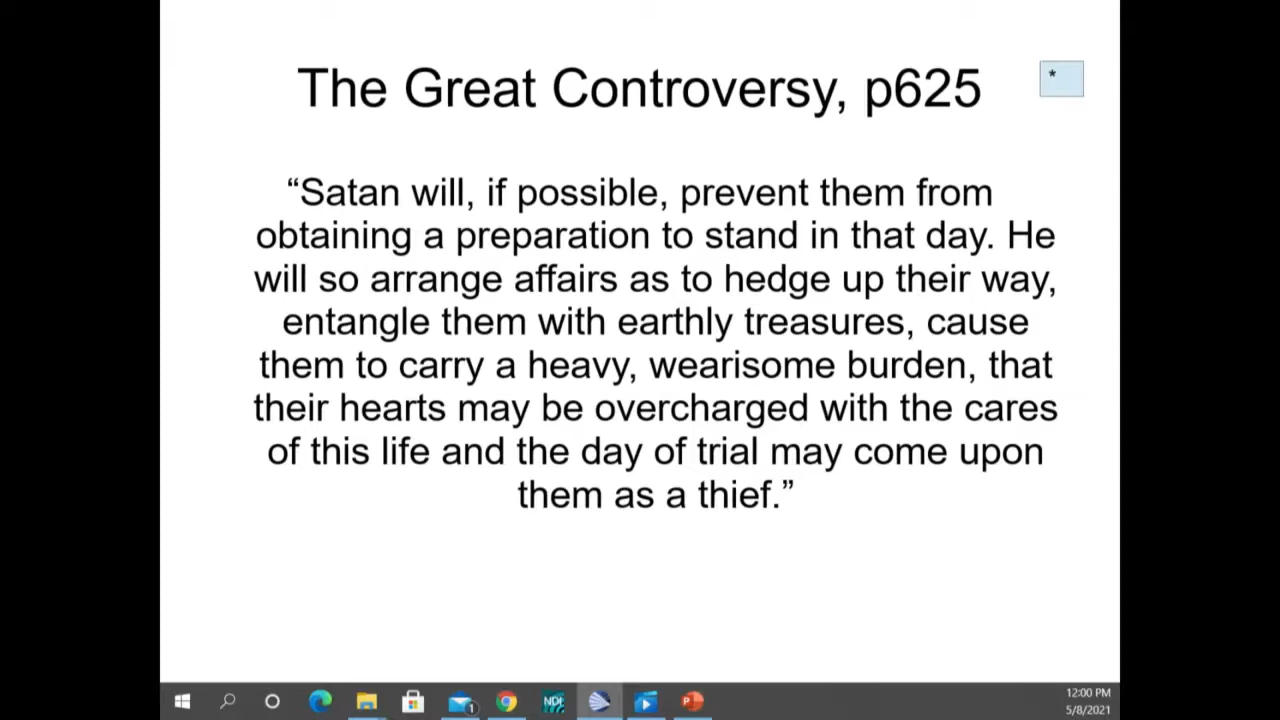 The Great Controversy, p625
*
“Satan will, if possible, prevent them from
obtaining a preparation to stand in that day. He
will so arrange affairs as to hedge up their way,
entangle them with earthly treasures, cause
them to carry a heavy, wearisome burden, that
their hearts may be overcharged with the cares
of this life and the day of trial may come upon
them as a thief.”
NDI
1
12:00 PM
5/8/2021